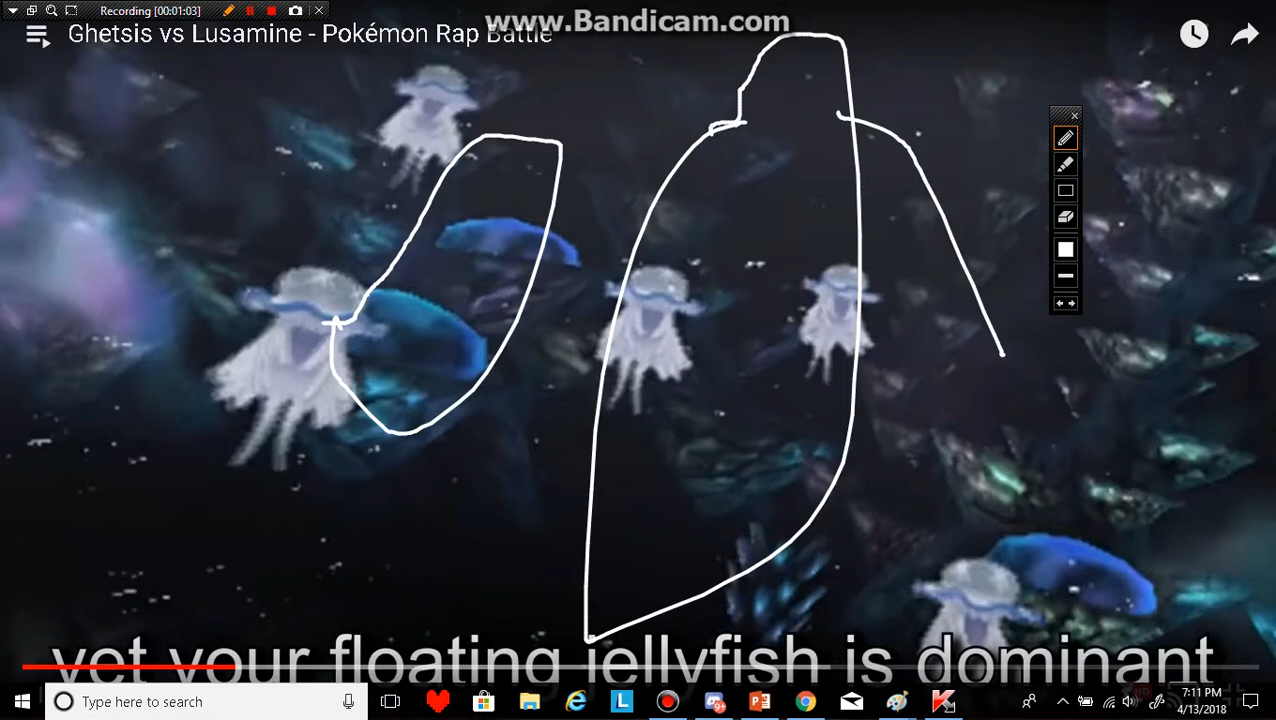 Recording [00:01:03]
www.Bandicam.com
Ghetsis vs Lusamine - Pokémon Rap Battle
yet your floating jellyfish is dominant
Type here to search
7:11 PM
4/13/2018